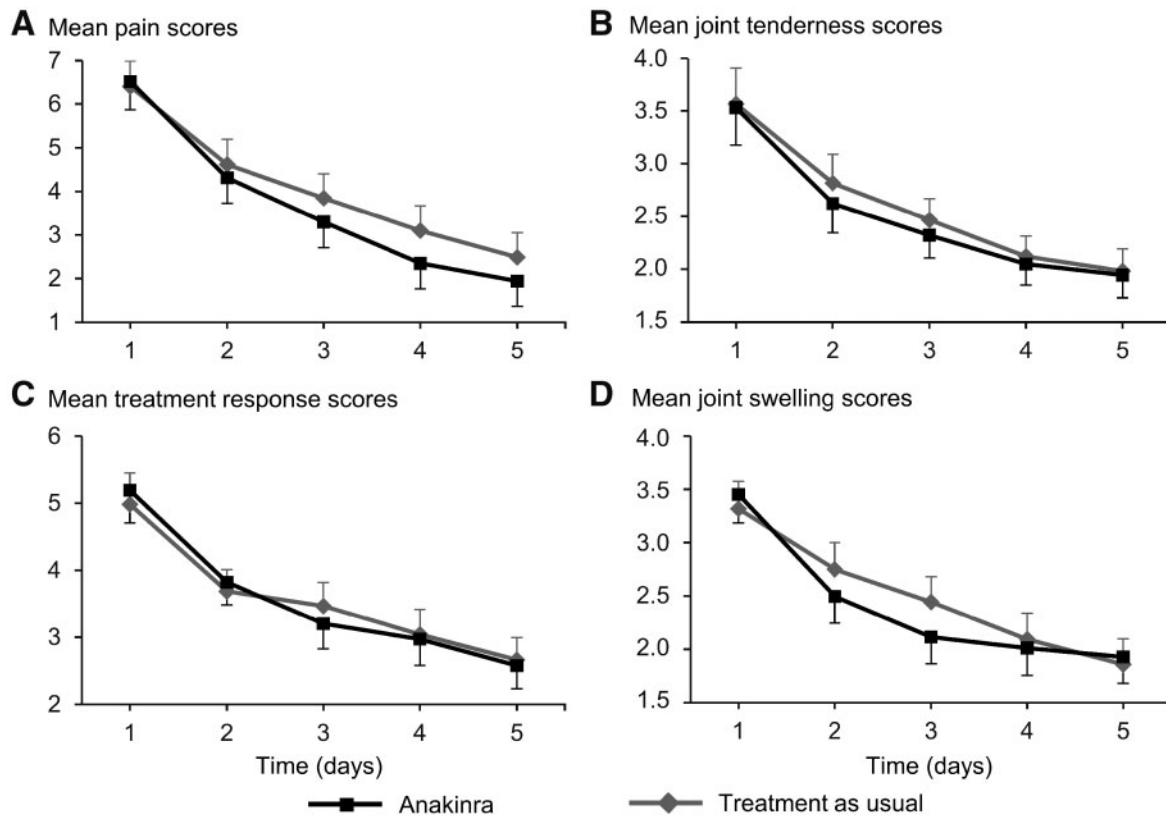 A Mean pain scores
7
6
5
4
3
2
1
1 2 3 4 5
B Mean joint tenderness scores
4.0
3.5
3.0
2.5
2.0
1.5
1 2 3 4 5
C Mean treatment response scores
6
5
4
3
2
1 2 3 4 5
Time (days)
D Mean joint swelling scores
4.0
3.5
3.0
2.5
2.0
1.5
1 2 3 4 5
Time (days)
Anakinra
Treatment as usual